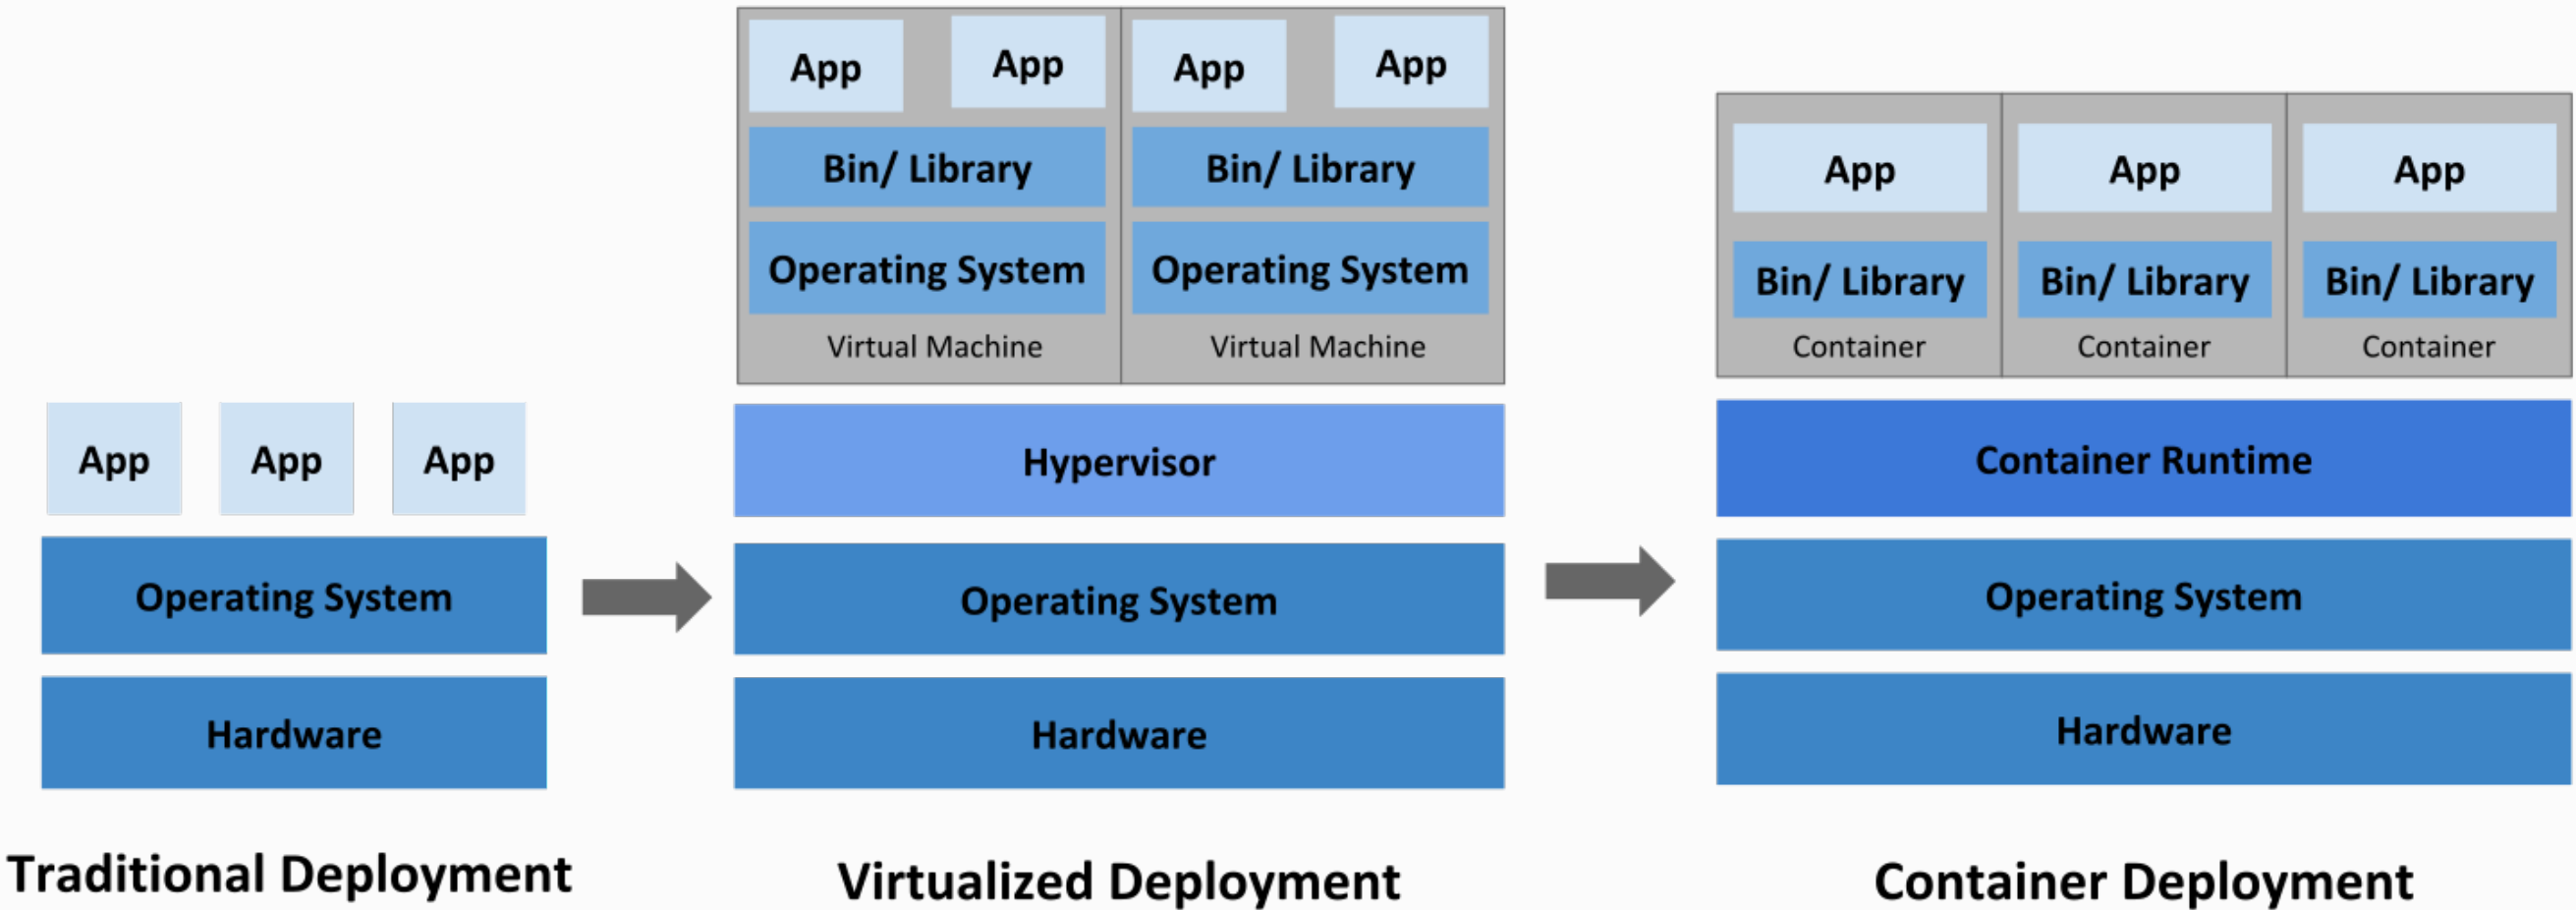 App
App
App
Operating System
Hardware
Traditional Deployment
App
App
Bin/ Library
Operating System
Virtual Machine
App
App
Bin/ Library
Operating System
Virtual Machine
Hypervisor
Operating System
Hardware
Virtualized Deployment
App
Bin/ Library
Container
App
Bin/ Library
Container
App
Bin/ Library
Container
Container Runtime
Operating System
Hardware
Container Deployment